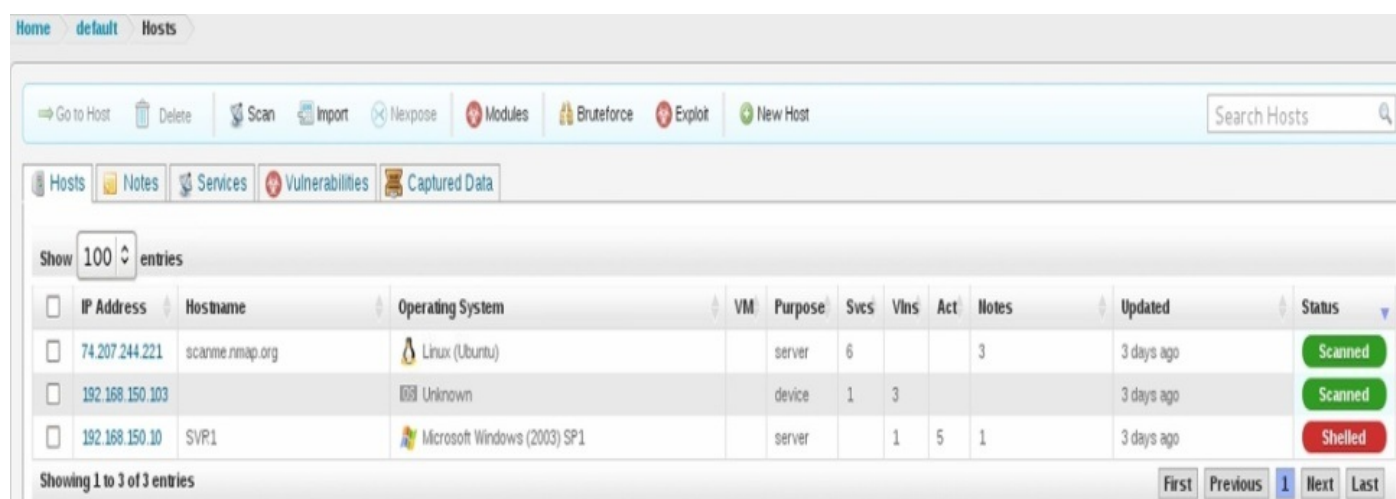 Home default Hosts
Go to Host Delete Scan Import Nexpose Modules Bruteforce Exploit New Host Search Hosts
Hosts Notes Services Vulnerabilities Captured Data
Show 100 entries
IP Address Hostname Operating System VM Purpose Svcs Vlns Act Notes Updated Status
74.207.244.221 scanme.nmap.org Linux (Ubuntu) server 6 3 3 days ago Scanned
192.168.150.103 OS Unknown device 1 3 3 days ago Scanned
192.168.150.10 SVR1 Microsoft Windows (2003) SP1 server 1 5 1 3 days ago Shelled
Showing 1 to 3 of 3 entries First Previous 1 Next Last